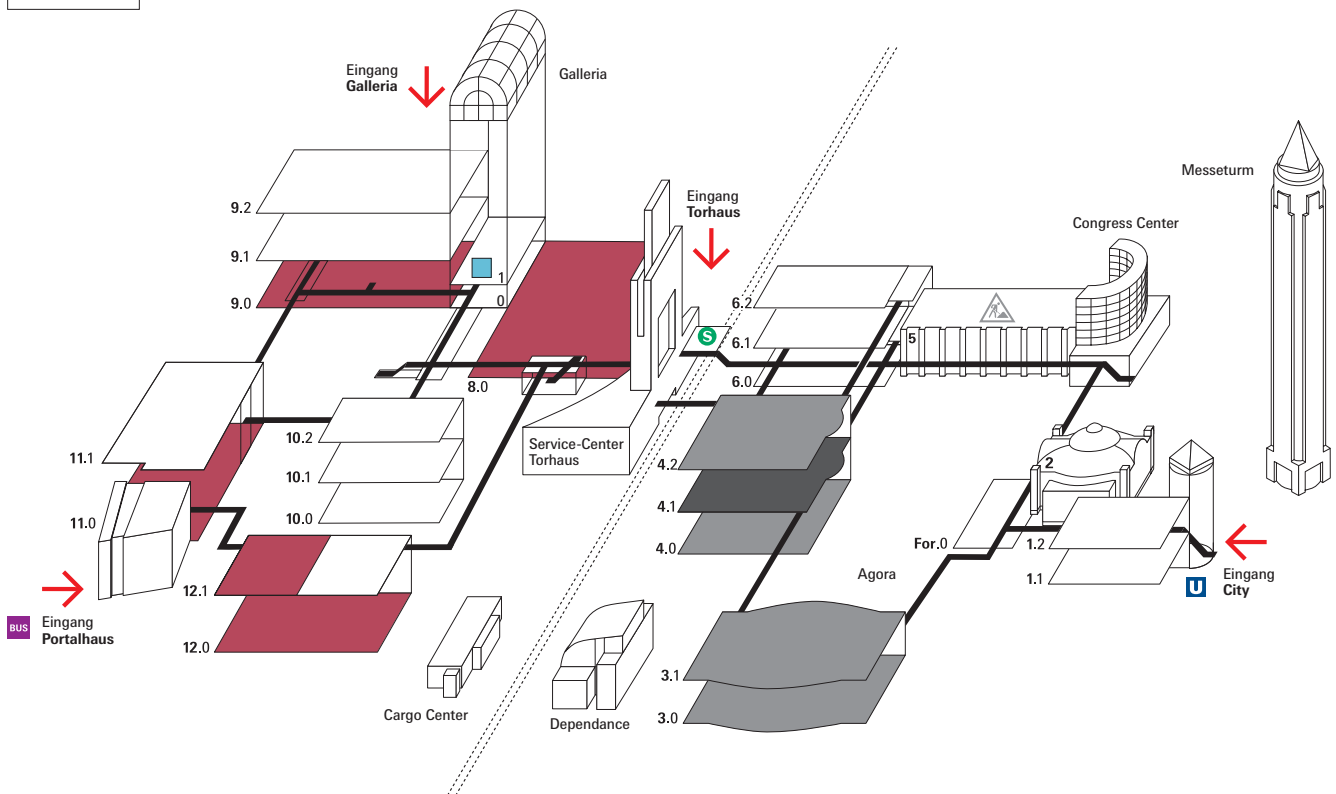 Eingang
Galleria
Galleria
Messeturm
9.2
Eingang
Torhaus
Congress Center
9.1
1
9.0
0
6.2
S
6.1
5
8.0
6.0
10.2
Service-Center
Torhaus
11.1
4.2
2
10.1
4.1
11.0
10.0
For.0
1.2
4.0
Agora
1.1
U
Eingang
City
12.1
BUS
Eingang
Portalhaus
12.0
3.1
Cargo Center
Dependance
3.0